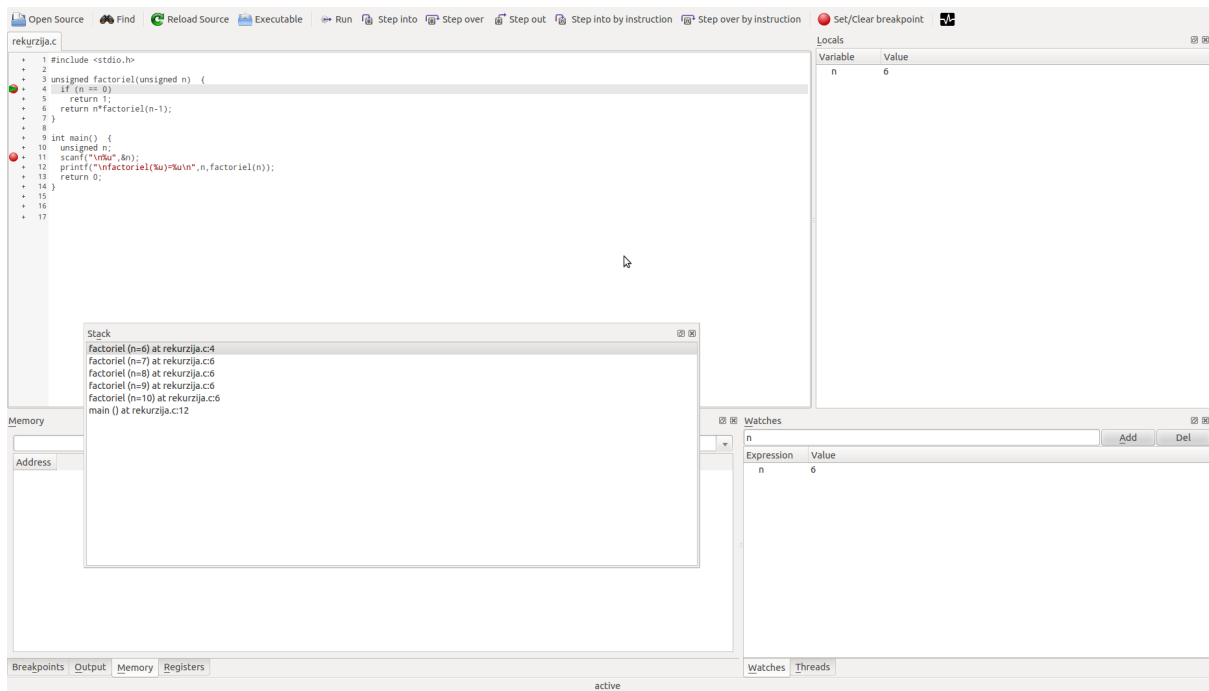 Open Source Find Reload Source Executable Run Step into Step over Step out Step into by instruction Step over by instruction Set/Clear breakpoint
rekurzija.c
1 #include <stdio.h>
2
3 unsigned factoriel(unsigned n)  {
4   if (n == 0)
5     return 1;
6   return n*factoriel(n-1);
7 }
8
9 int main()  {
10   unsigned n;
11   scanf("\n%u",&n);
12   printf("\nfactoriel(%u)=%u\n",n,factoriel(n));
13   return 0;
14 }
15
16
17
Locals
Variable Value
n 6
Stack
factoriel (n=6) at rekurzija.c:4
factoriel (n=7) at rekurzija.c:6
factoriel (n=8) at rekurzija.c:6
factoriel (n=9) at rekurzija.c:6
factoriel (n=10) at rekurzija.c:6
main () at rekurzija.c:12
Memory
Address
Watches
n Add Del
Expression Value
n 6
Breakpoints Output Memory Registers
Watches Threads
active